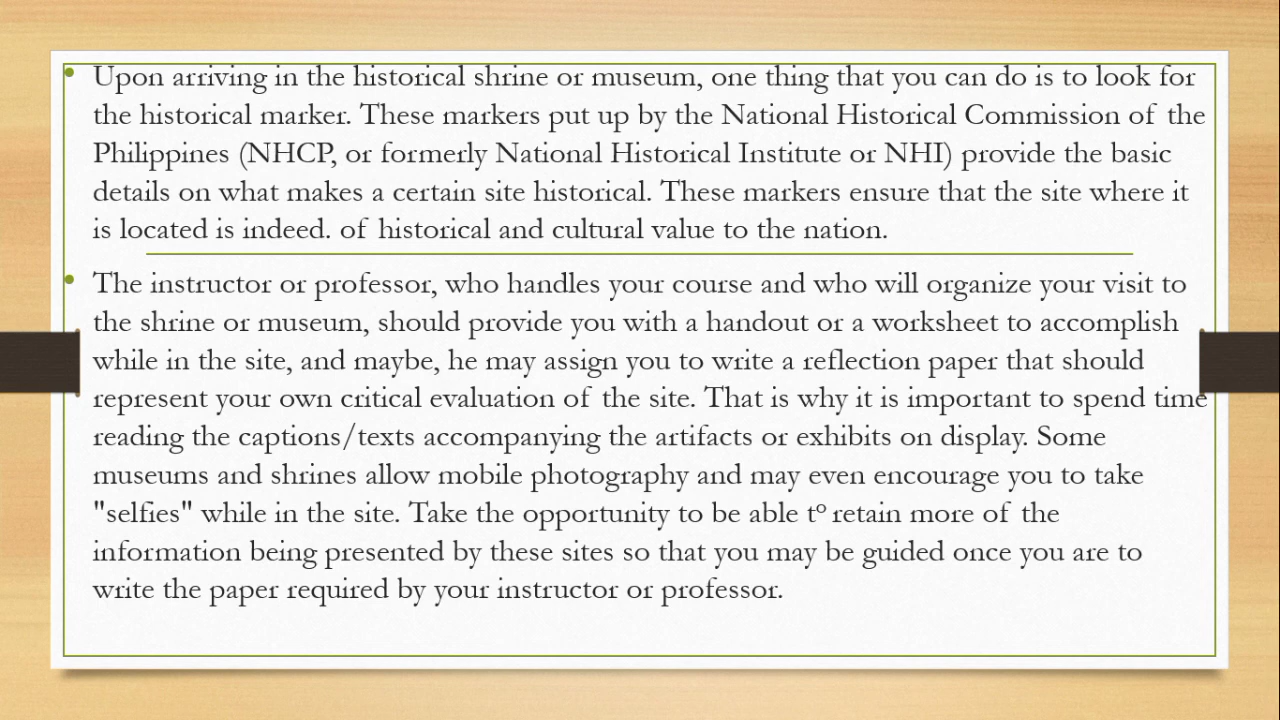 • Upon arriving in the historical shrine or museum, one thing that you can do is to look for
the historical marker. These markers put up by the National Historical Commission of the
Philippines (NHCP, or formerly National Historical Institute or NHI) provide the basic
details on what makes a certain site historical. These markers ensure that the site where it
is located is indeed. of historical and cultural value to the nation.
• The instructor or professor, who handles your course and who will organize your visit to
the shrine or museum, should provide you with a handout or a worksheet to accomplish
while in the site, and maybe, he may assign you to write a reflection paper that should
represent your own critical evaluation of the site. That is why it is important to spend time
reading the captions/texts accompanying the artifacts or exhibits on display. Some
museums and shrines allow mobile photography and may even encourage you to take
"selfies" while in the site. Take the opportunity to be able tº retain more of the
information being presented by these sites so that you may be guided once you are to
write the paper required by your instructor or professor.